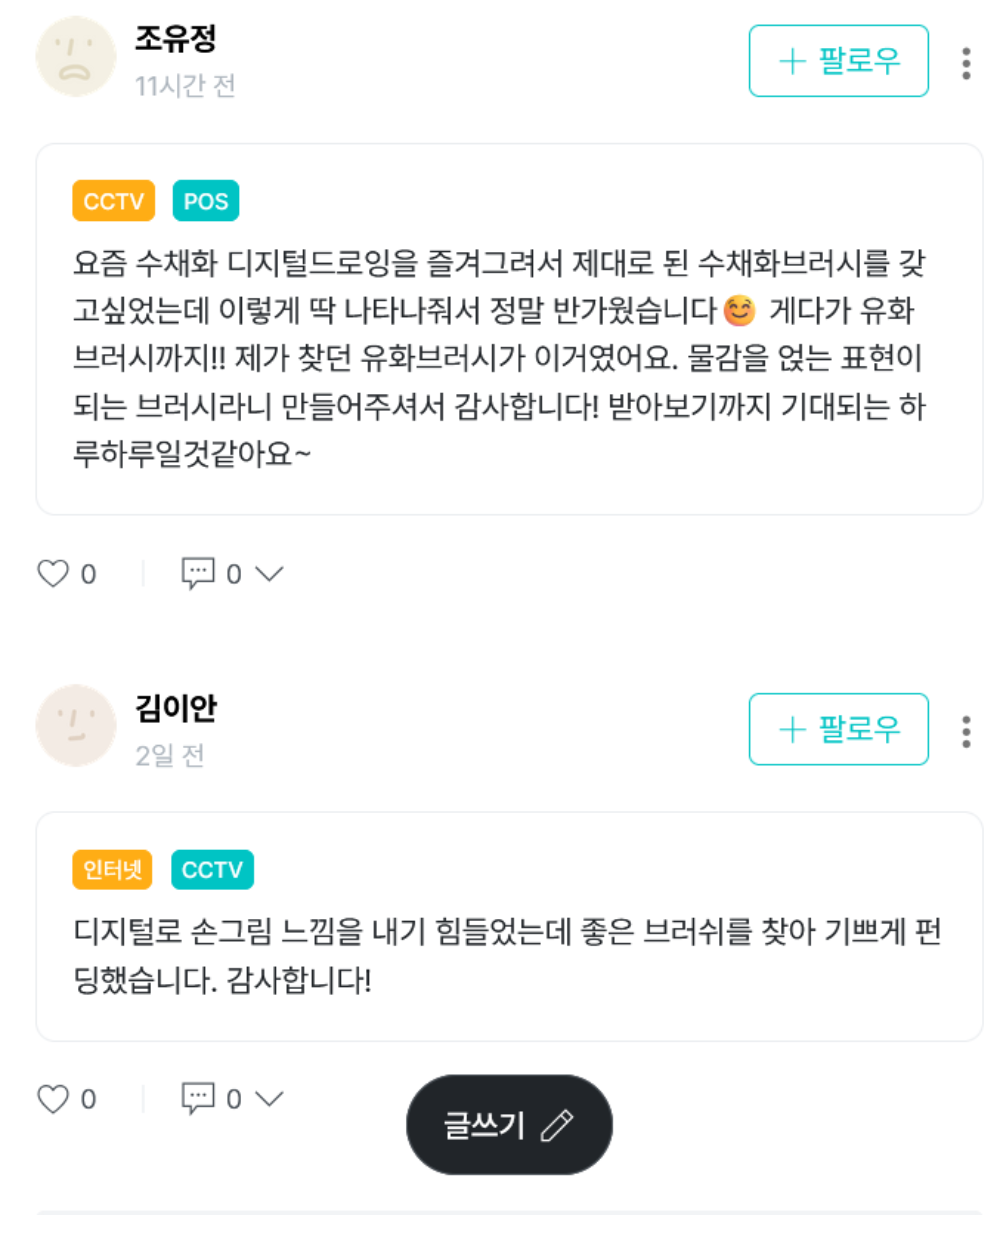 조유정
+ 팔로우
11시간 전
CCTV POS
요즘 수채화 디지털드로잉을 즐겨그려서 제대로 된 수채화브러시를 갖
고싶었는데 이렇게 딱 나타나줘서 정말 반가웠습니다😊 게다가 유화
브러시까지!! 제가 찾던 유화브러시가 이거였어요. 물감을 얹는 표현이
되는 브러시라니 만들어주셔서 감사합니다! 받아보기까지 기대되는 하
루하루일것같아요~
0 0
김이안
+ 팔로우
2일 전
인터넷 CCTV
디지털로 손그림 느낌을 내기 힘들었는데 좋은 브러쉬를 찾아 기쁘게 펀
딩했습니다. 감사합니다!
0 0
글쓰기